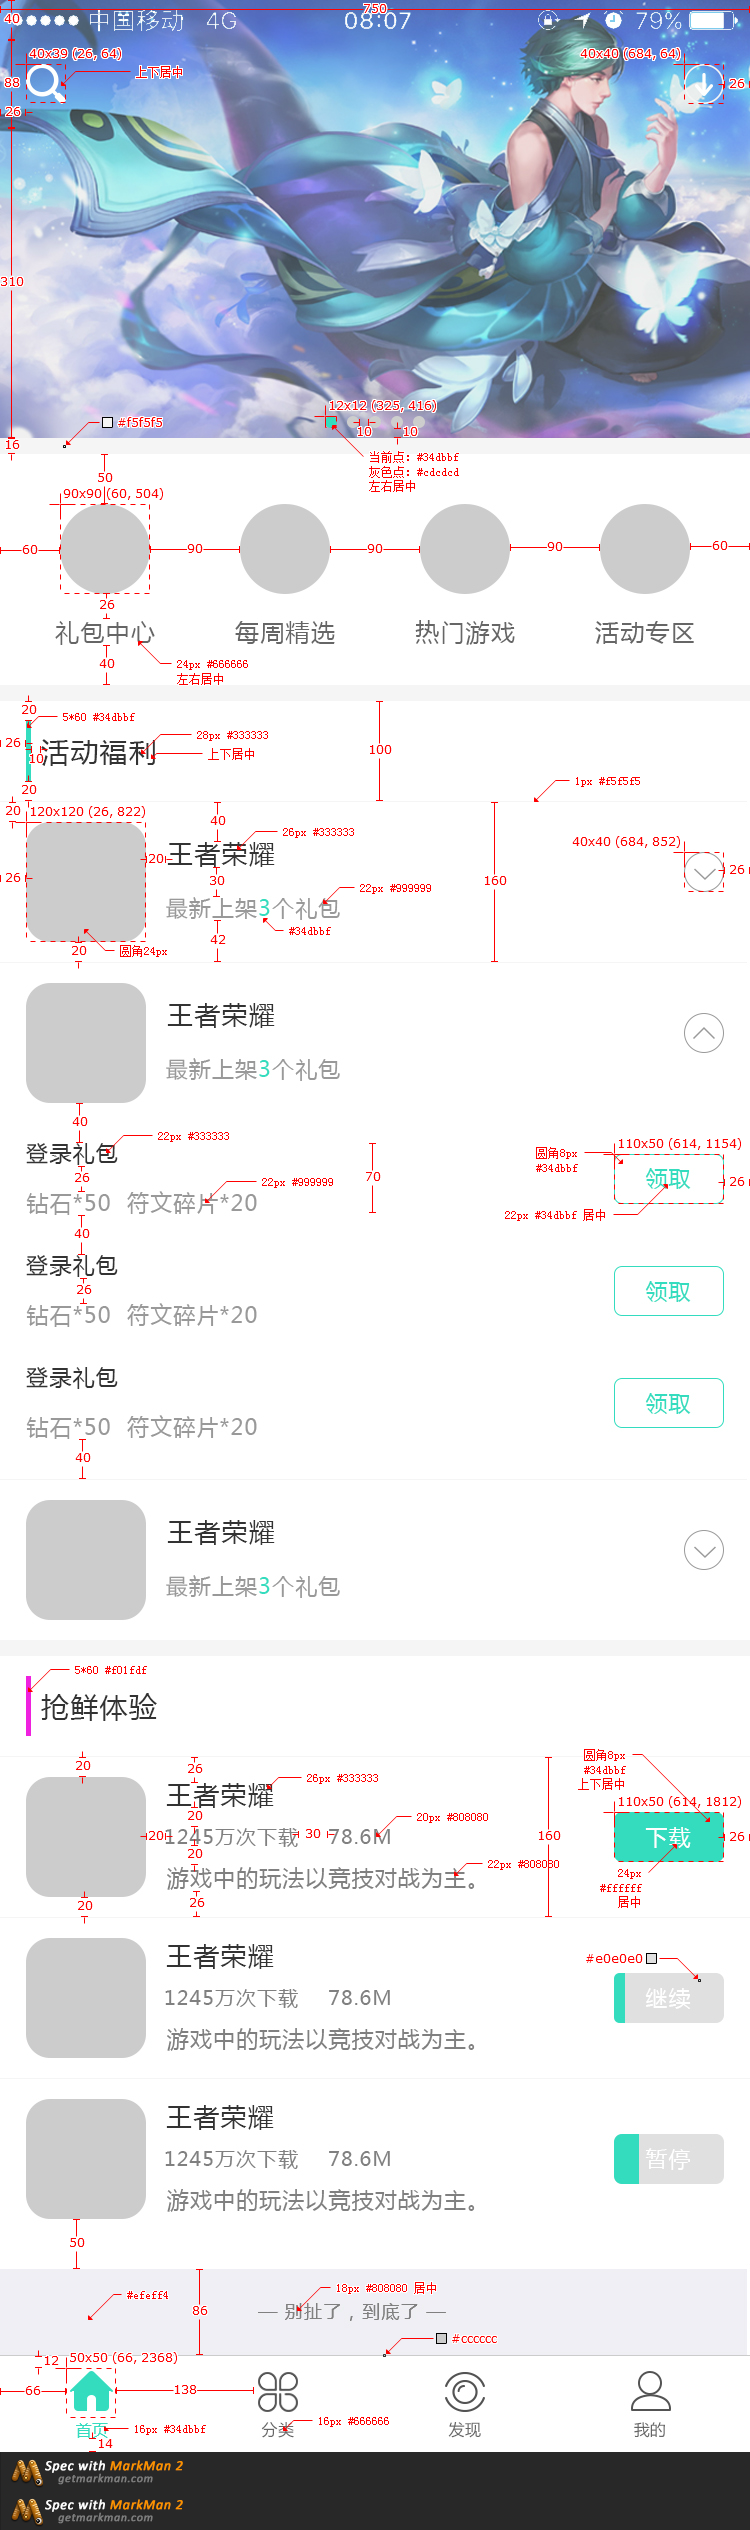 750
40
中国移动 4G 08:07 79%
40x39 (26, 64)
40x40 (684, 64)
上下居中
88
26
26
310
12x12 (325, 416)
#f5f5f5
10
10
16
当前点: #34dbbf
灰色点: #cdcdcd
左右居中
50
90x90 (60, 504)
60
90
90
90
60
26
礼包中心 每周精选 热门游戏 活动专区
40
24px #666666
左右居中
20
5*60 #34dbbf
28px #333333
26
10
活动福利
上下居中
100
20
1px #f5f5f5
20
120x120 (26, 822)
40
26px #333333
40x40 (684, 852)
20
王者荣耀
26
26
30
160
22px #999999
最新上架3个礼包
#34dbbf
42
20
圆角24px
王者荣耀
最新上架3个礼包
40
22px #333333
登录礼包
110x50 (614, 1154)
圆角8px
#34dbbf
26
70
22px #999999
领取
26
钻石*50 符文碎片*20
22px #34dbbf 居中
40
登录礼包
26
领取
钻石*50 符文碎片*20
登录礼包
领取
钻石*50 符文碎片*20
40
王者荣耀
最新上架3个礼包
5*60 #f01fdf
抢鲜体验
圆角8px
#34dbbf
上下居中
20
26
26px #333333
王者荣耀
110x50 (614, 1812)
20
20px #808080
20
1245万次下载 30 78.6M
160
下载
26
20
22px #808080
游戏中的玩法以竞技对战为主。
24px
#ffffff
居中
20
26
王者荣耀
#e0e0e0
1245万次下载 78.6M
继续
游戏中的玩法以竞技对战为主。
王者荣耀
1245万次下载 78.6M
暂停
游戏中的玩法以竞技对战为主。
50
#efeff4
18px #808080 居中
86
— 别扯了，到底了 —
#cccccc
12
50x50 (66, 2368)
66
138
首页 分类 发现 我的
16px #34dbbf
16px #666666
14
Spec with MarkMan 2
getmarkman.com
Spec with MarkMan 2
getmarkman.com